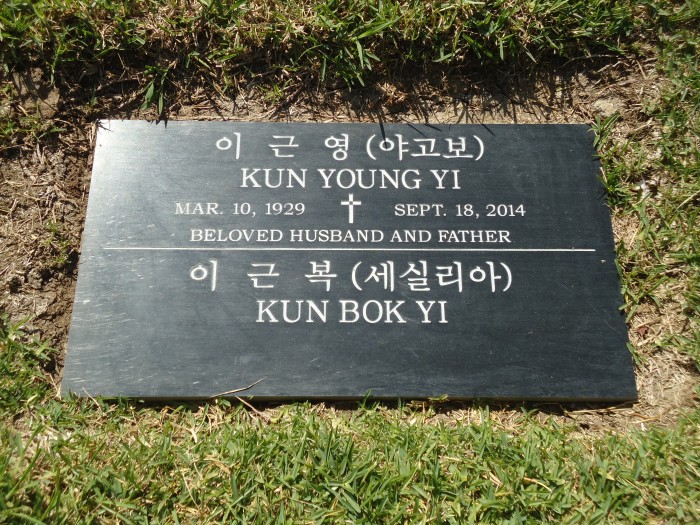 이 근 영 (야고보)
KUN YOUNG YI
MAR. 10, 1929 SEPT. 18, 2014
BELOVED HUSBAND AND FATHER
이 근 복 (세실리아)
KUN BOK YI